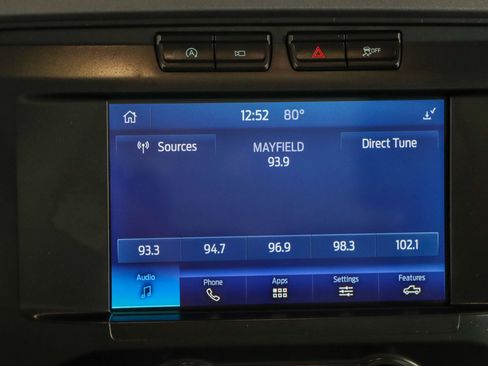 A
OFF
12:52 80°
Sources MAYFIELD Direct Tune
93.9
93.3 94.7 96.9 98.3 102.1
Audio Phone Apps Settings Features